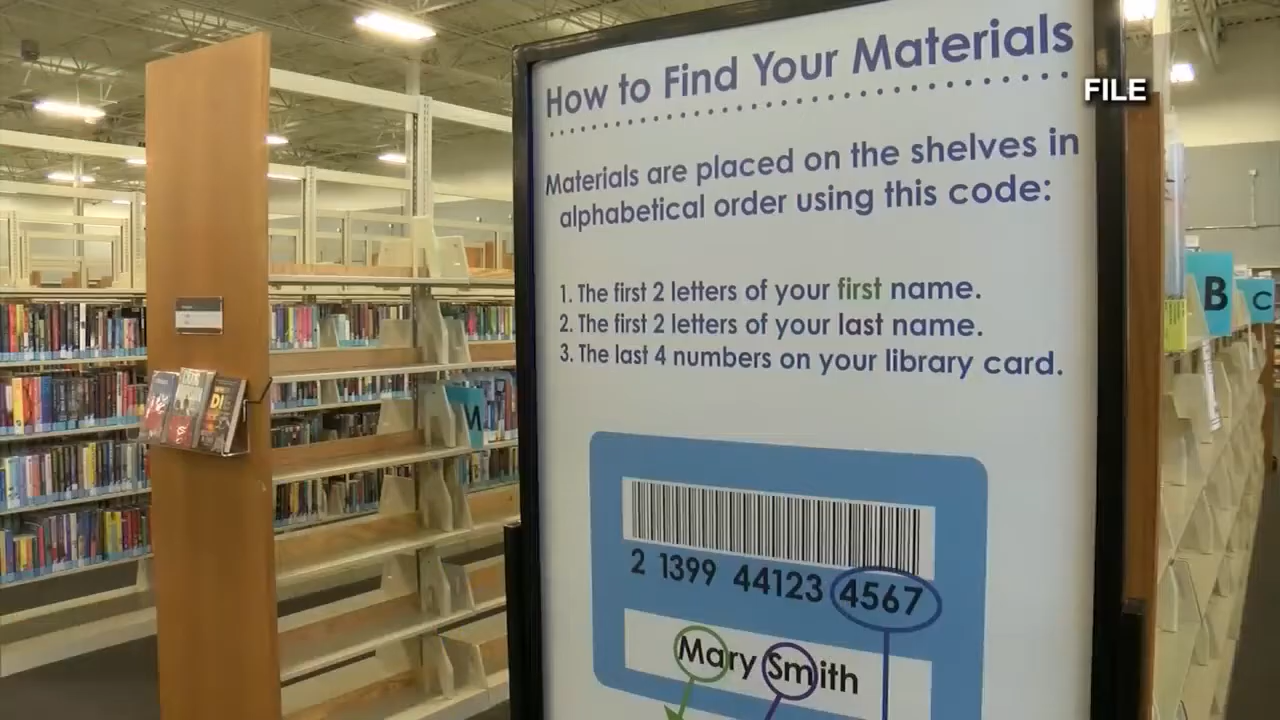 How to Find Your Materials
FILE
Materials are placed on the shelves in
alphabetical order using this code:
1. The first 2 letters of your first name.
2. The first 2 letters of your last name.
3. The last 4 numbers on your library card.
B
C
M
2 1399 44123 4567
Mary Smith